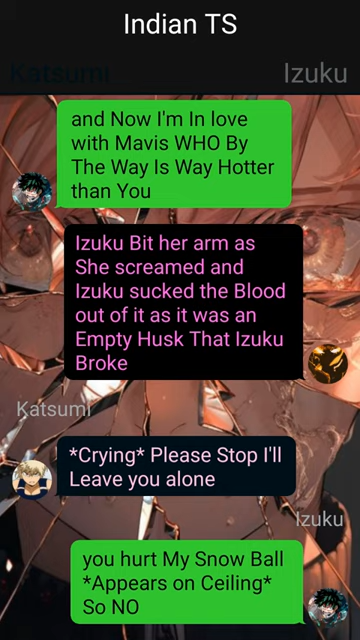 Indian TS
Katsumi
Izuku
and Now I'm In love
with Mavis WHO By
The Way Is Way Hotter
than You
Izuku Bit her arm as
She screamed and
Izuku sucked the Blood
out of it as it was an
Empty Husk That Izuku
Broke
Katsumi
*Crying* Please Stop I'll
Leave you alone
Izuku
you hurt My Snow Ball
*Appears on Ceiling*
So NO